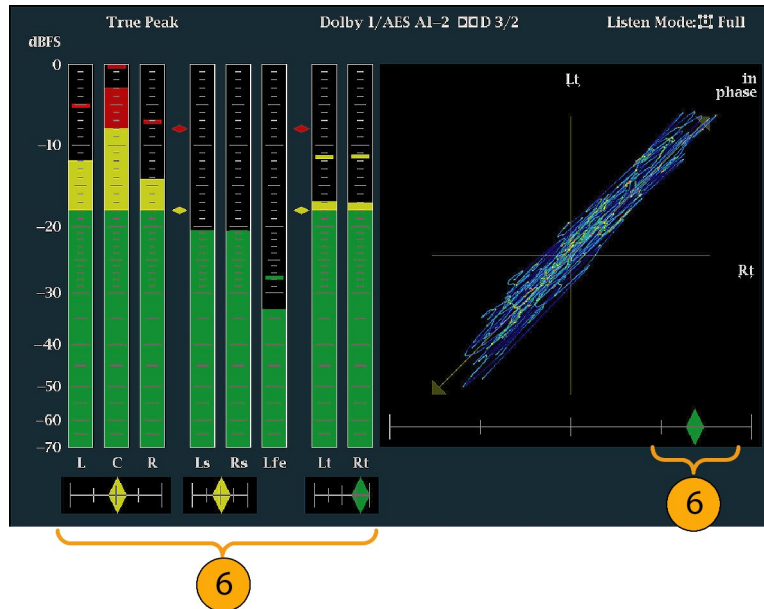 True Peak Dolby 1/AES A1-2 D 3/2 Listen Mode: Full
dBFS
0
-10
-20
-30
-40
-50
-60
-70
L C R Ls Rs Lfe Lt Rt
Lt
in
phase
Rt
6
6